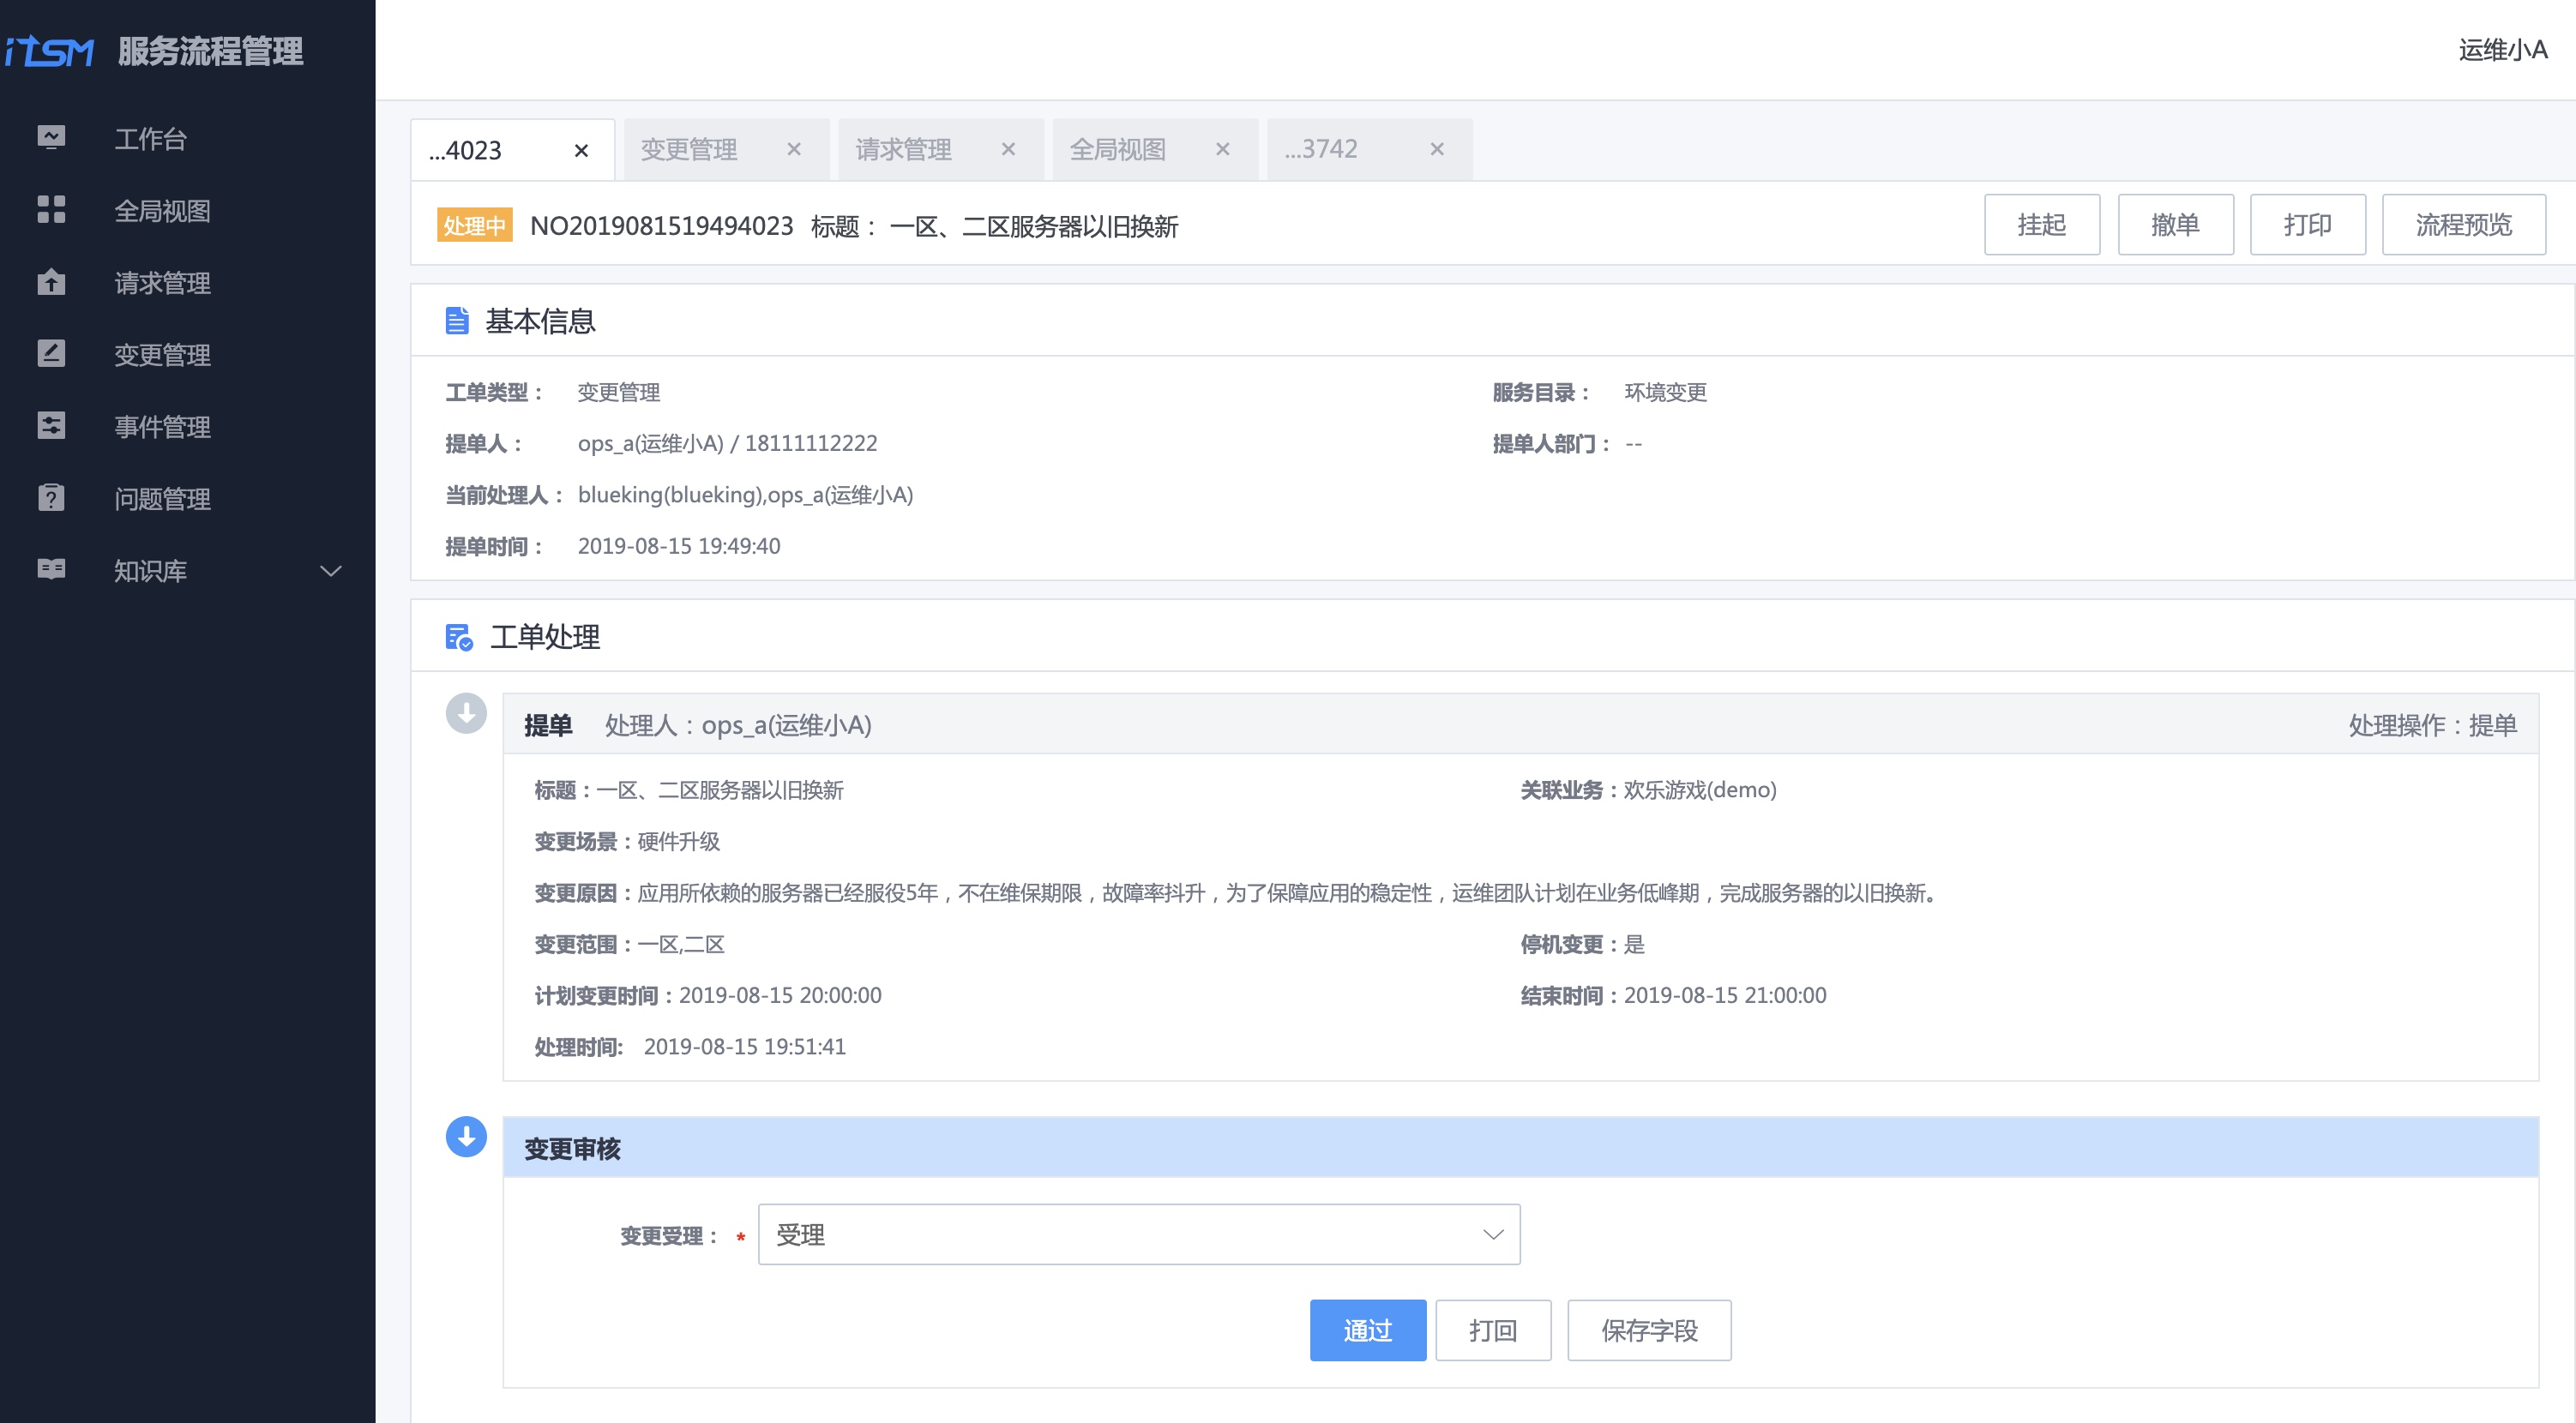 iTSM 服务流程管理
运维小A
工作台
全局视图
请求管理
变更管理
事件管理
问题管理
知识库
...4023 × 变更管理 × 请求管理 × 全局视图 × ...3742 ×
处理中 NO2019081519494023 标题： 一区、二区服务器以旧换新 挂起 撤单 打印 流程预览
基本信息
工单类型： 变更管理 服务目录： 环境变更
提单人： ops_a(运维小A) / 18111112222 提单人部门： --
当前处理人： blueking(blueking),ops_a(运维小A)
提单时间： 2019-08-15 19:49:40
工单处理
提单 处理人：ops_a(运维小A) 处理操作：提单
标题：一区、二区服务器以旧换新 关联业务：欢乐游戏(demo)
变更场景：硬件升级
变更原因：应用所依赖的服务器已经服役5年，不在维保期限，故障率抖升，为了保障应用的稳定性，运维团队计划在业务低峰期，完成服务器的以旧换新。
变更范围：一区,二区 停机变更：是
计划变更时间：2019-08-15 20:00:00 结束时间：2019-08-15 21:00:00
处理时间: 2019-08-15 19:51:41
变更审核
变更受理： * 受理
通过 打回 保存字段